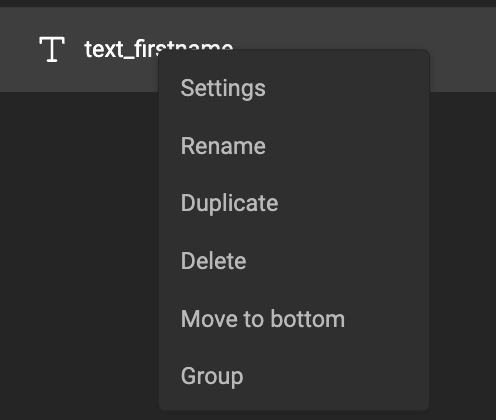 text_firstname
Settings
Rename
Duplicate
Delete
Move to bottom
Group